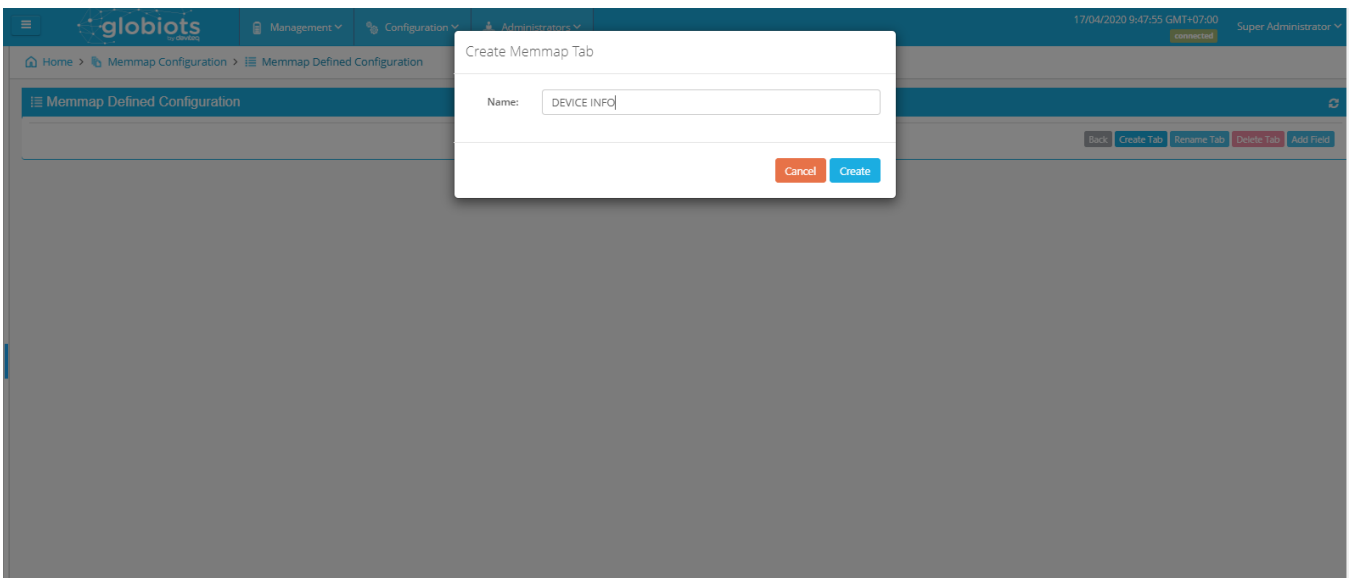 globiots
by deviteq
Management
Configuration
Administrators
17/04/2020 9:47:55 GMT+07:00
connected
Super Administrator
Home > Memmap Configuration > Memmap Defined Configuration
Create Memmap Tab
Name: DEVICE INFO
Cancel Create
Memmap Defined Configuration
Back Create Tab Rename Tab Delete Tab Add Field